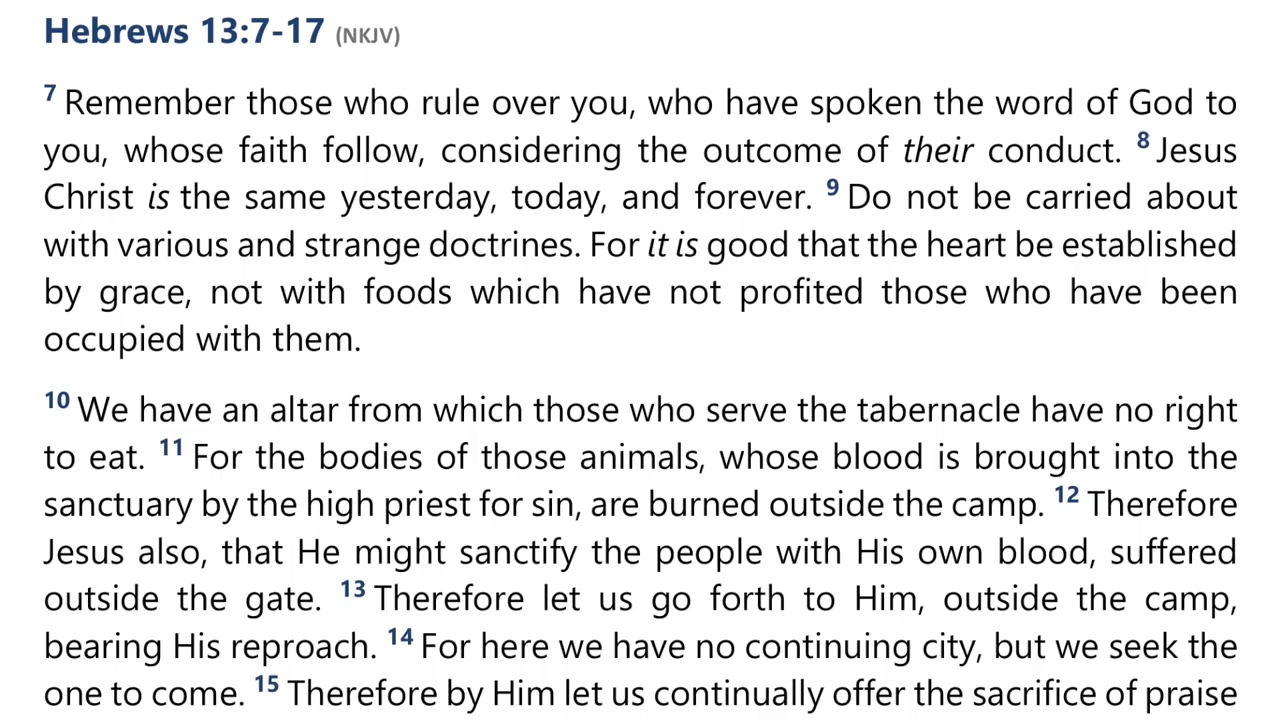 Hebrews 13:7-17 (NKJV)
7 Remember those who rule over you, who have spoken the word of God to
you, whose faith follow, considering the outcome of their conduct. 8 Jesus
Christ is the same yesterday, today, and forever. 9 Do not be carried about
with various and strange doctrines. For it is good that the heart be established
by grace, not with foods which have not profited those who have been
occupied with them.
10 We have an altar from which those who serve the tabernacle have no right
to eat. 11 For the bodies of those animals, whose blood is brought into the
sanctuary by the high priest for sin, are burned outside the camp. 12 Therefore
Jesus also, that He might sanctify the people with His own blood, suffered
outside the gate. 13 Therefore let us go forth to Him, outside the camp,
bearing His reproach. 14 For here we have no continuing city, but we seek the
one to come. 15 Therefore by Him let us continually offer the sacrifice of praise